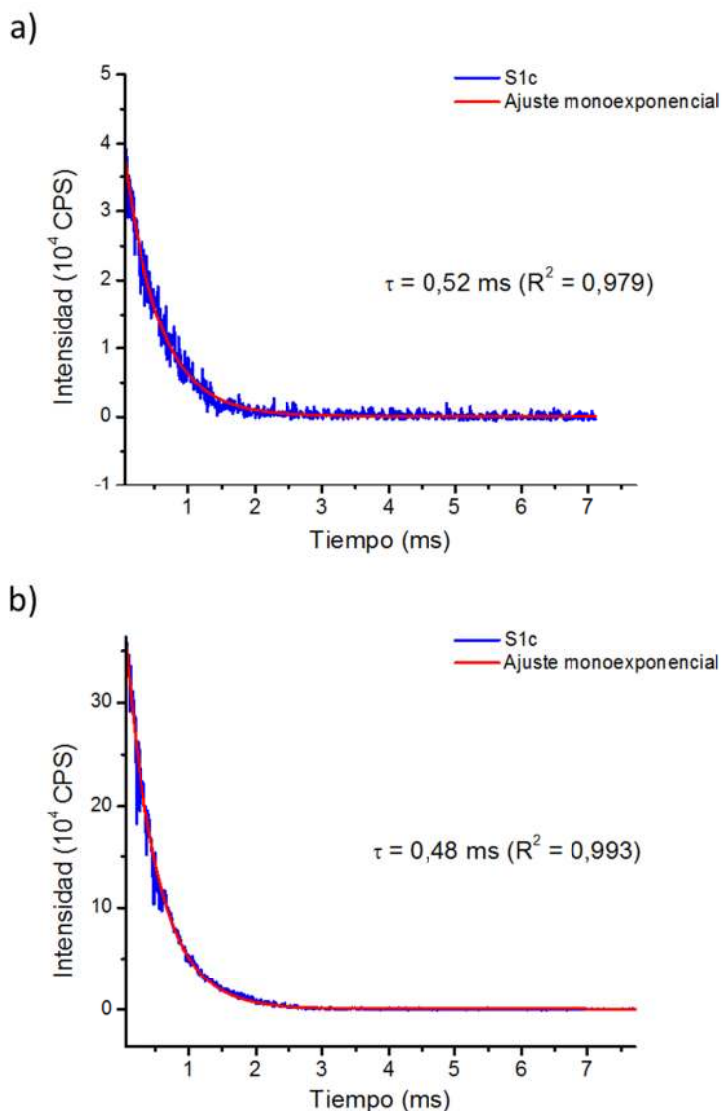 a)
5
4
3
2
1
0
-1
Intensidad (10⁴ CPS)
S1c
Ajuste monoexponencial
τ = 0,52 ms (R² = 0,979)
1 2 3 4 5 6 7
Tiempo (ms)
b)
30
20
10
0
Intensidad (10⁴ CPS)
S1c
Ajuste monoexponencial
τ = 0,48 ms (R² = 0,993)
1 2 3 4 5 6 7
Tiempo (ms)